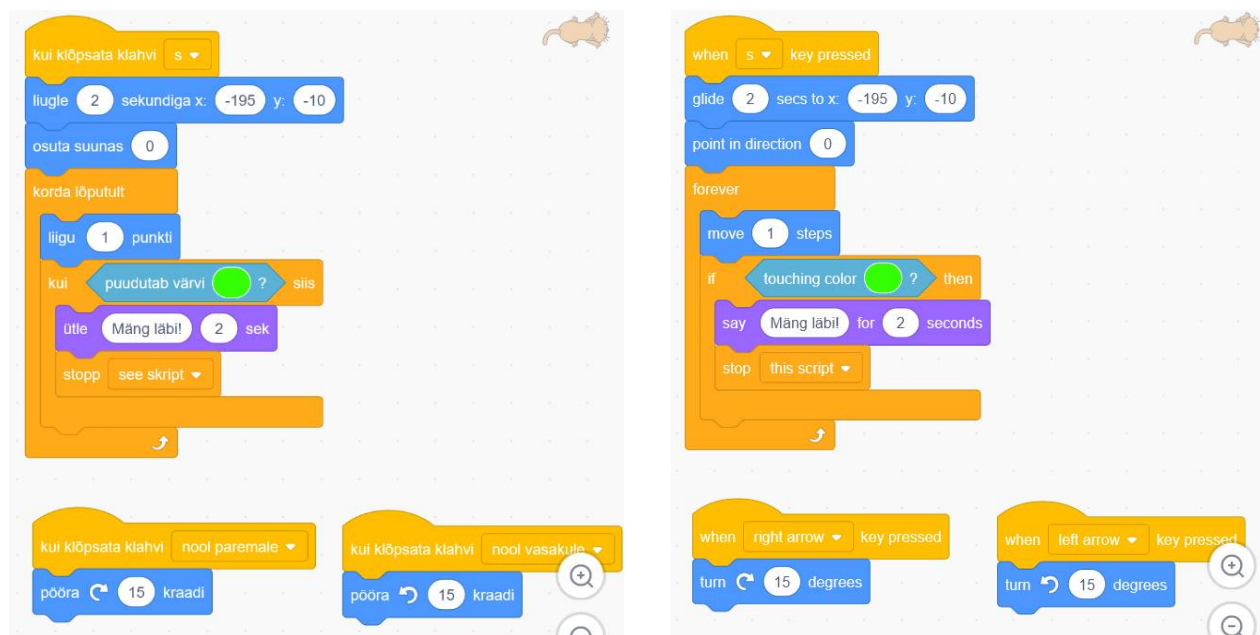 kui klõpsata klahvi s
liugle 2 sekundiga x: -195 y: -10
osuta suunas 0
korda lõputult
liigu 1 punkti
kui puudutab värvi ? siis
ütle Mäng läbi! 2 sek
stopp see skript
kui klõpsata klahvi nool paremale
pööra 15 kraadi
kui klõpsata klahvi nool vasakule
pööra 15 kraadi
when s key pressed
glide 2 secs to x: -195 y: -10
point in direction 0
forever
move 1 steps
if touching color ? then
say Mäng läbi! for 2 seconds
stop this script
when right arrow key pressed
turn 15 degrees
when left arrow key pressed
turn 15 degrees